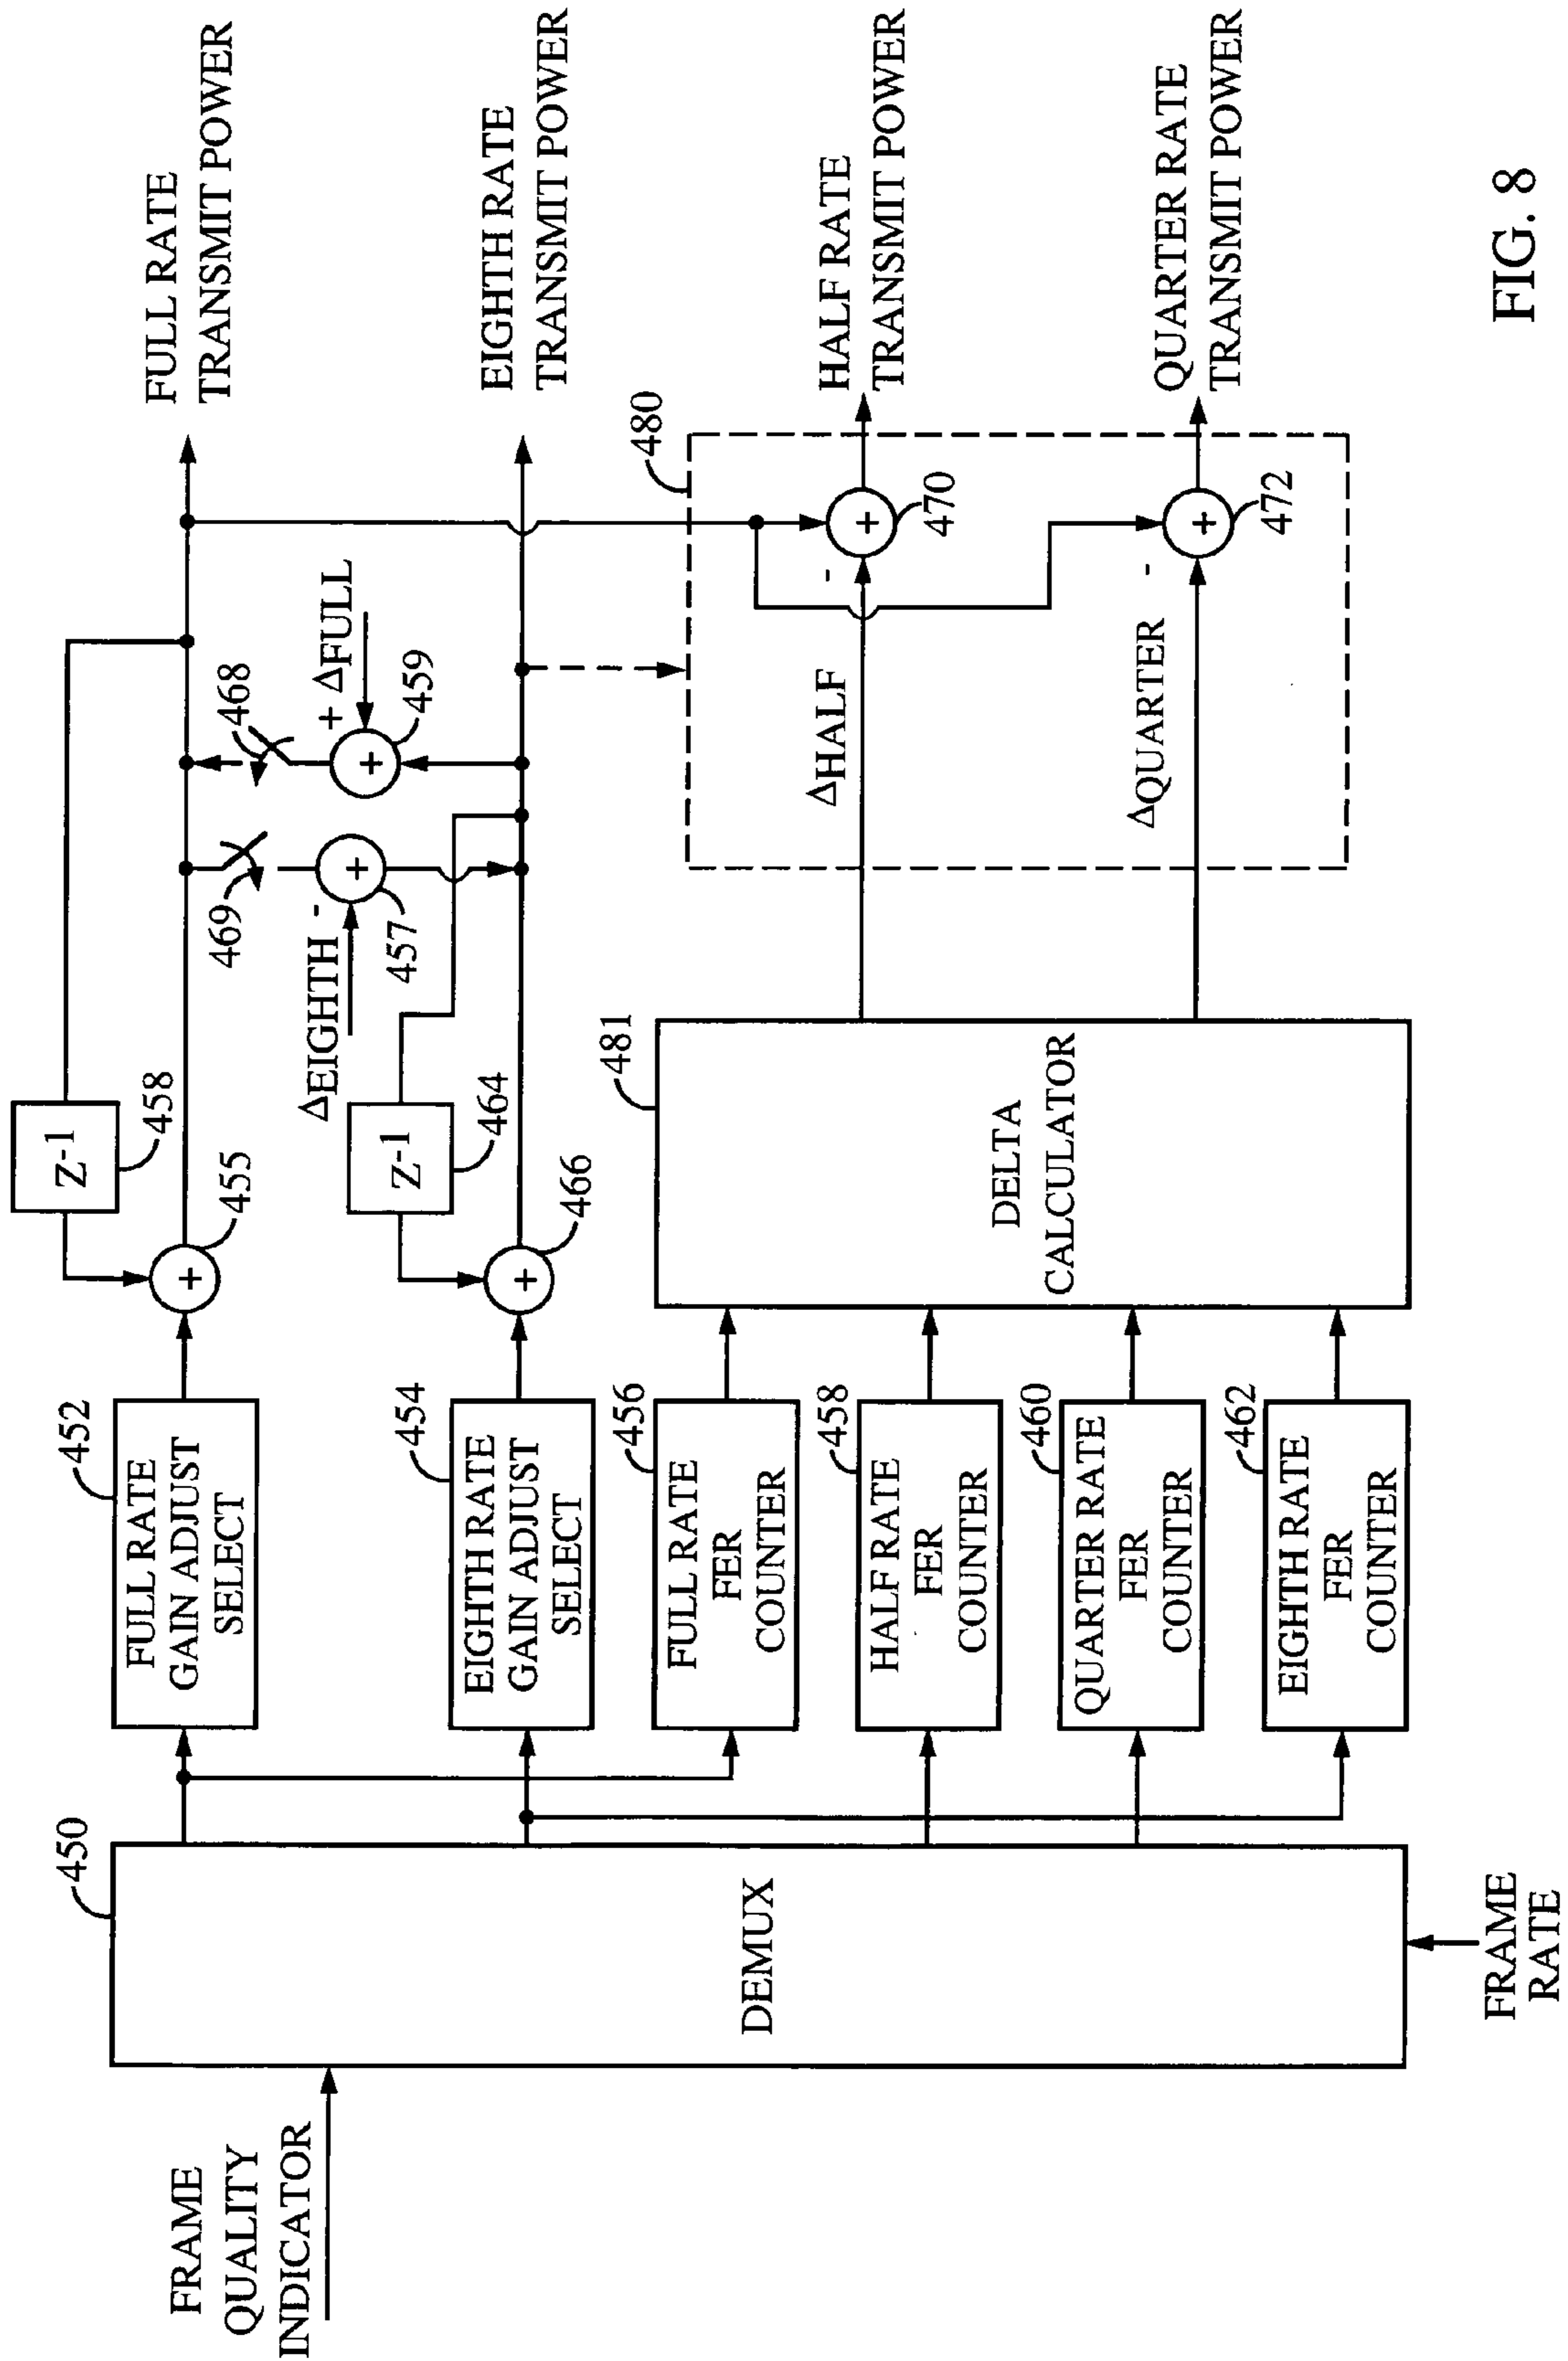 FRAME
QUALITY
INDICATOR
450
DEMUX
FRAME
RATE
452
FULL RATE
GAIN ADJUST
SELECT
454
EIGHTH RATE
GAIN ADJUST
SELECT
456
FULL RATE
FER
COUNTER
458
HALF RATE
FER
COUNTER
460
QUARTER RATE
FER
COUNTER
462
EIGHTH RATE
FER
COUNTER
Z-1
458
+
455
Z-1
464
+
466
481
DELTA
CALCULATOR
469
ΔEIGHTH
-
+
457
468
+ ΔFULL
+
459
480
ΔHALF
-
+
470
ΔQUARTER
-
+
472
FULL RATE
TRANSMIT POWER
EIGHTH RATE
TRANSMIT POWER
HALF RATE
TRANSMIT POWER
QUARTER RATE
TRANSMIT POWER
FIG. 8